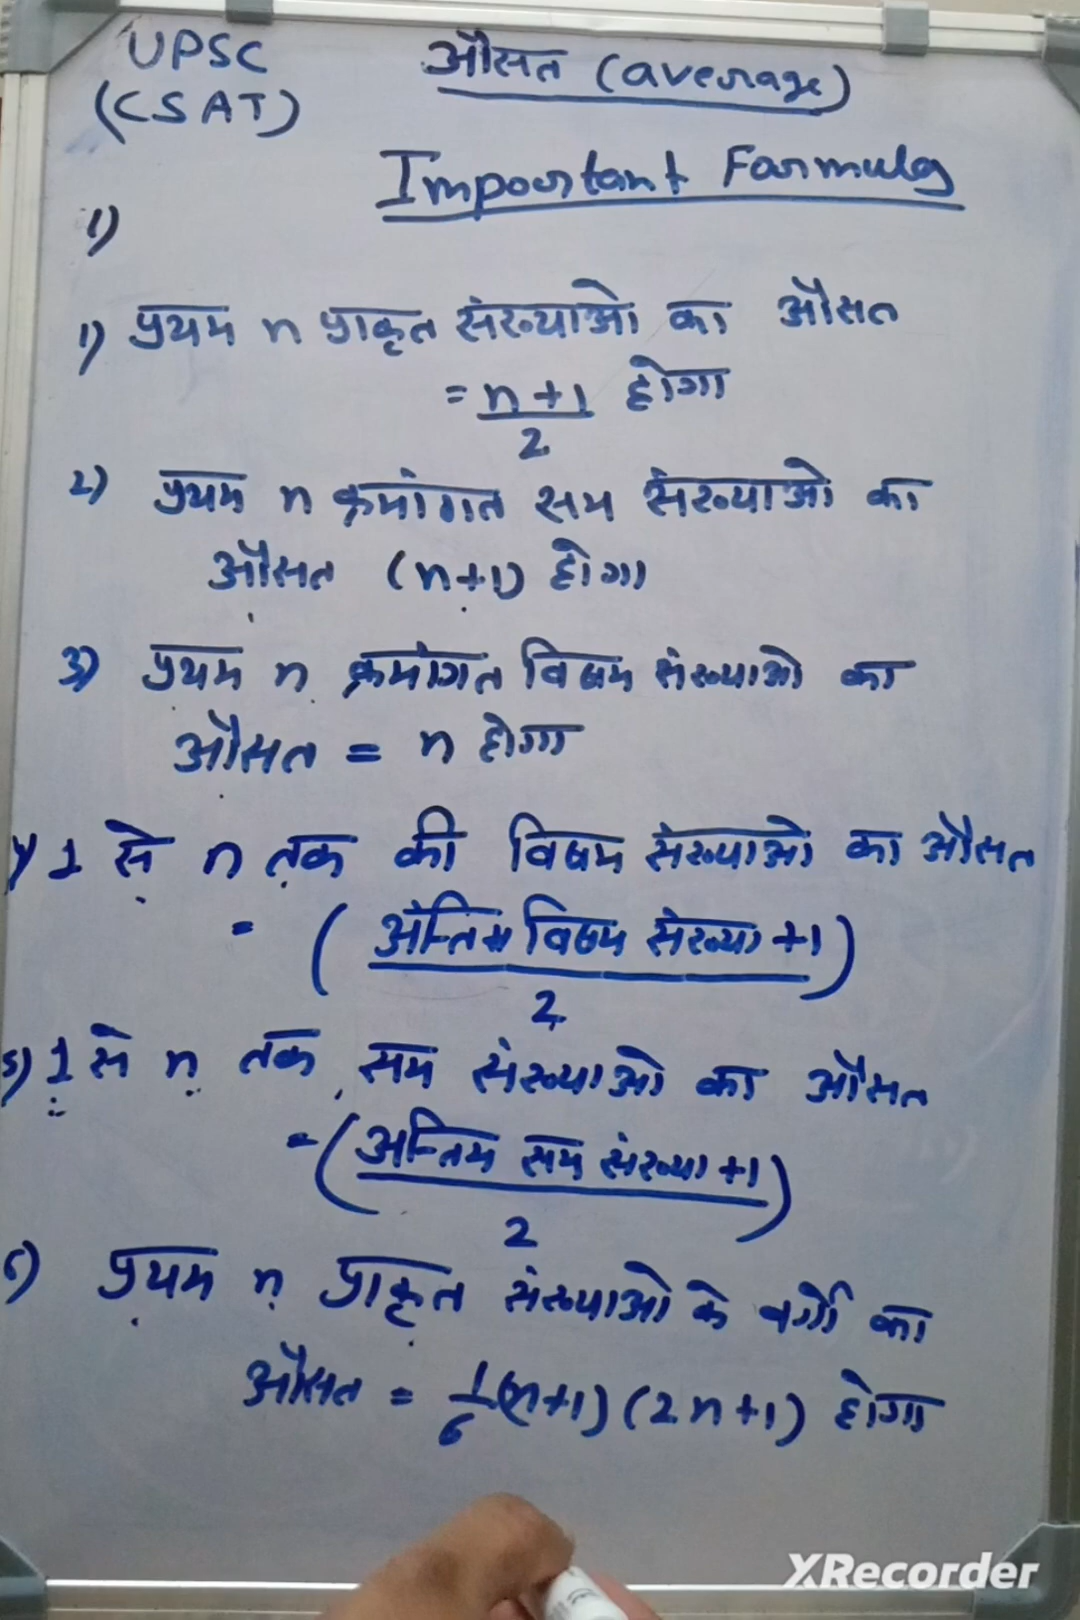 UPSC
(CSAT)
औसत (average)
Important Formula
1)
1) प्रथम n प्राकृत संख्याओ का औसत
= n+1 होगा
2
2) प्रथम n क्रमांगत सम संख्याओ का
औसत (n+1) होगा
3) प्रथम n क्रमांगत विषम संख्याओ का
औसत = n होगा
4) 1 से n तक की विषम संख्याओ का औसत
= (अन्तिम विषम संख्या +1)
2
5) 1 से n तक सम संख्याओ का औसत
= (अन्तिम सम संख्या +1)
2
6) प्रथम n प्राकृत संख्याओ के वर्गो का
औसत = 1/6 (n+1) (2n+1) होगा
XRecorder